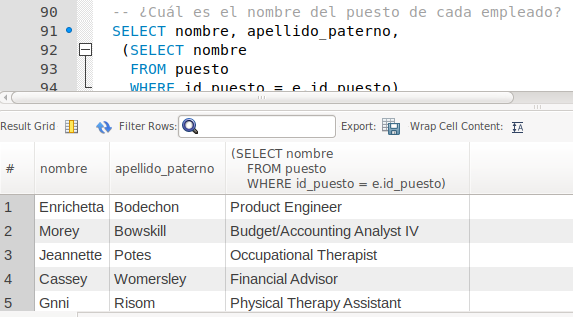 90 -- ¿Cuál es el nombre del puesto de cada empleado?
91 SELECT nombre, apellido_paterno,
92 (SELECT nombre
93 FROM puesto
94 WHERE id_puesto = e.id_puesto)
Result Grid Filter Rows: Export: Wrap Cell Content: IA
# nombre apellido_paterno (SELECT nombre
FROM puesto
WHERE id_puesto = e.id_puesto)
1 Enrichetta Bodechon Product Engineer
2 Morey Bowskill Budget/Accounting Analyst IV
3 Jeannette Potes Occupational Therapist
4 Cassey Womersley Financial Advisor
5 Gnni Risom Physical Therapy Assistant